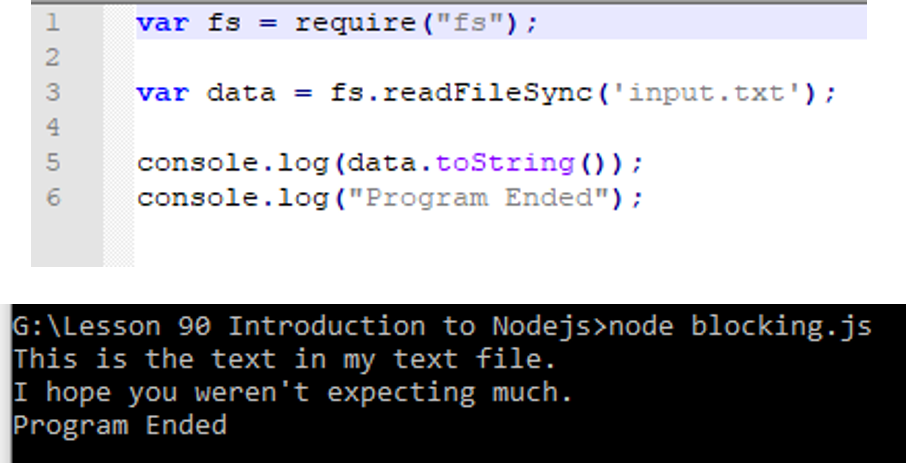 1 var fs = require("fs");
2
3 var data = fs.readFileSync('input.txt');
4
5 console.log(data.toString());
6 console.log("Program Ended");
G:\Lesson 90 Introduction to Nodejs>node blocking.js
This is the text in my text file.
I hope you weren't expecting much.
Program Ended